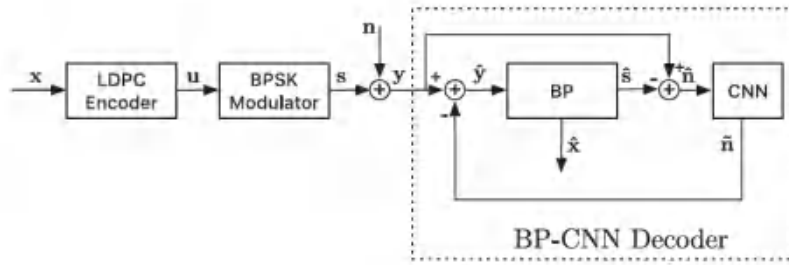 n
x LDPC Encoder u BPSK Modulator s + y + + ŷ BP ŝ - + + n̂ CNN
-
x̂ ñ
BP-CNN Decoder